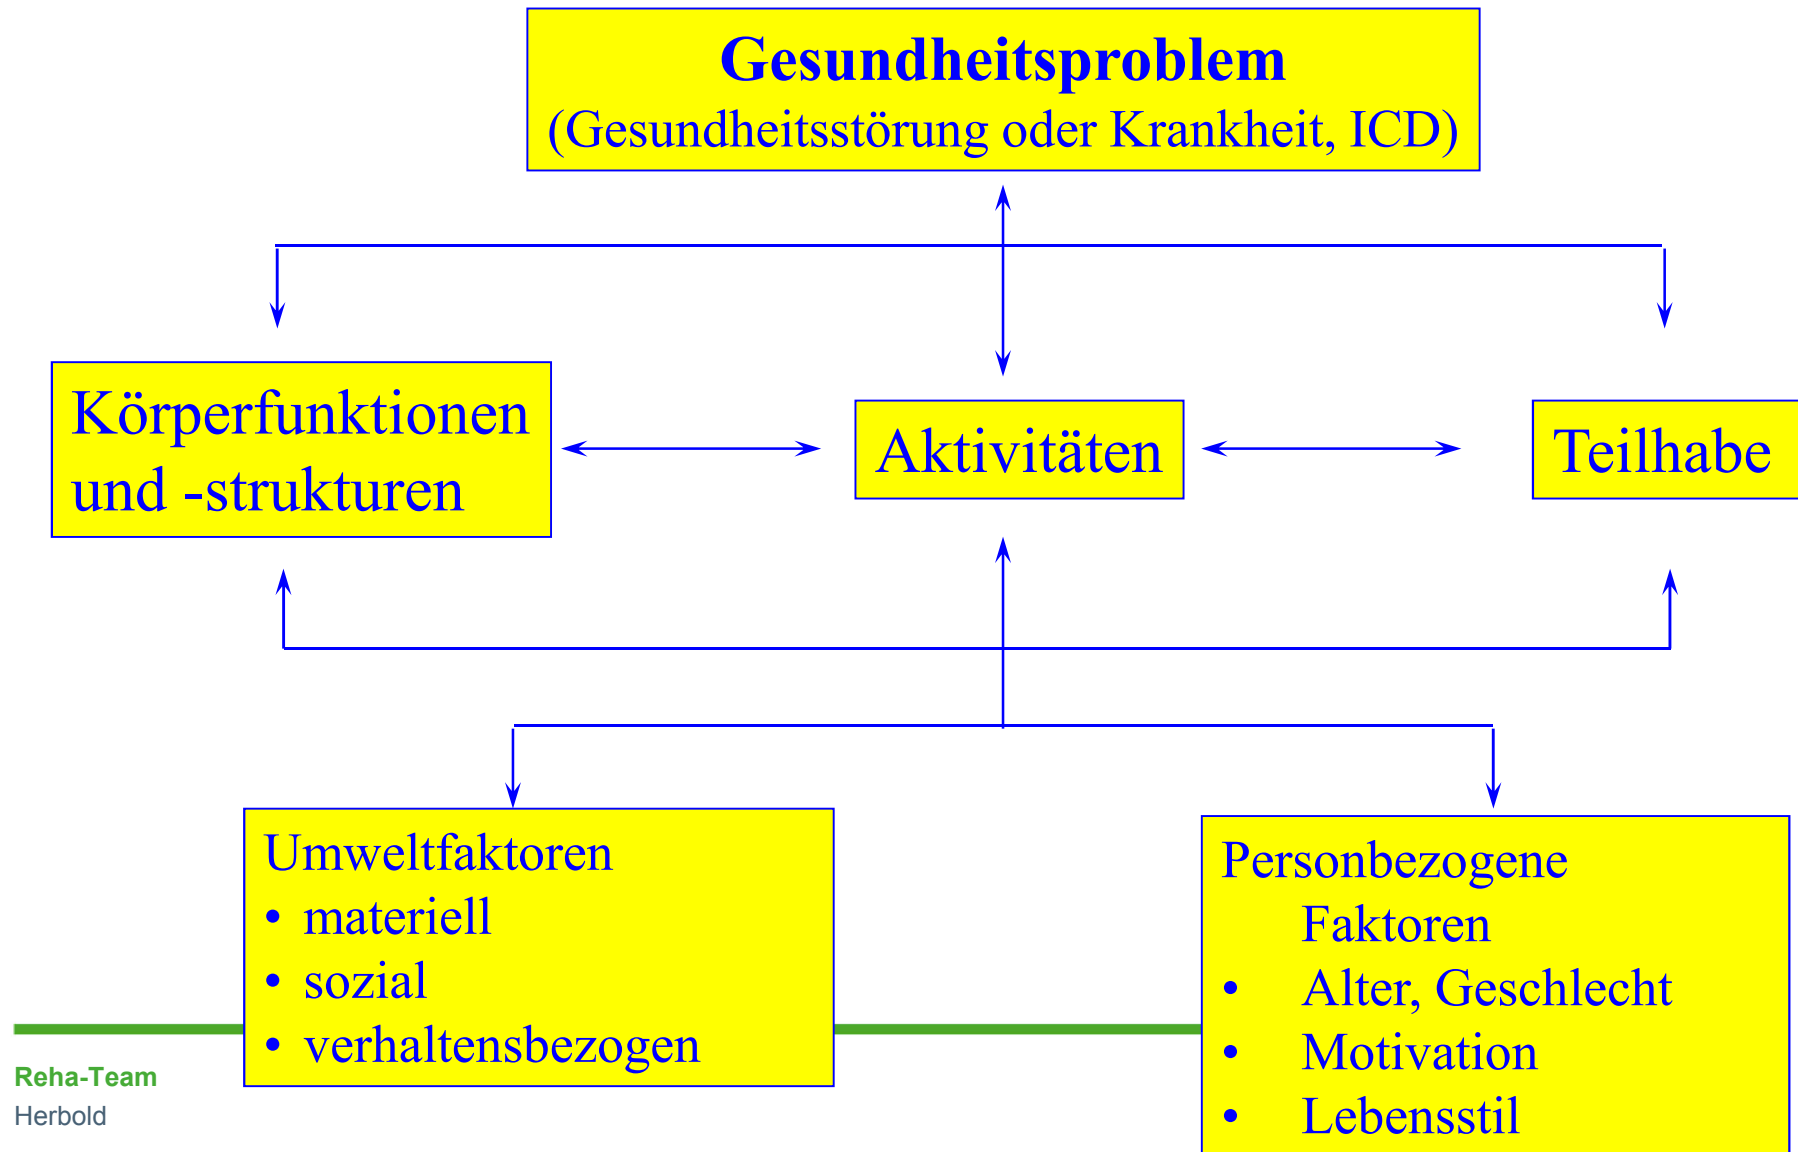 Gesundheitsproblem
(Gesundheitsstörung oder Krankheit, ICD)
Körperfunktionen
und -strukturen
Aktivitäten
Teilhabe
Umweltfaktoren
• materiell
• sozial
• verhaltensbezogen
Personbezogene
Faktoren
• Alter, Geschlecht
• Motivation
• Lebensstil
Reha-Team
Herbold